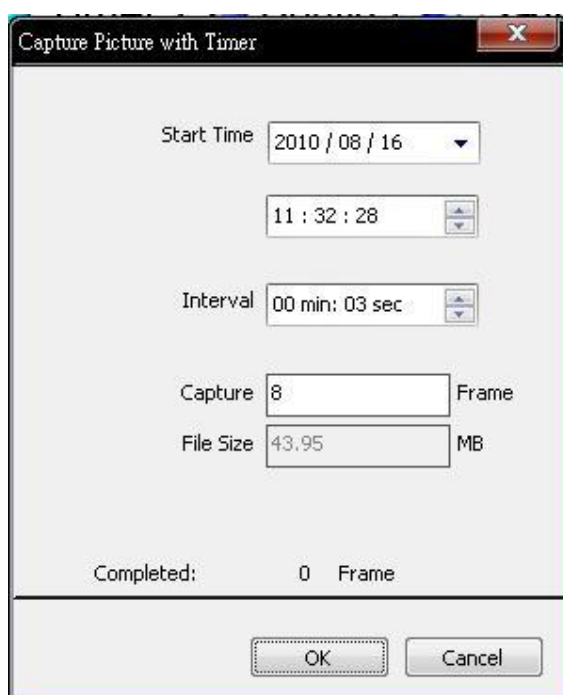 Capture Picture with Timer
Start Time 2010 / 08 / 16
11 : 32 : 28
Interval 00 min: 03 sec
Capture 8 Frame
File Size 43.95 MB
Completed: 0 Frame
OK Cancel